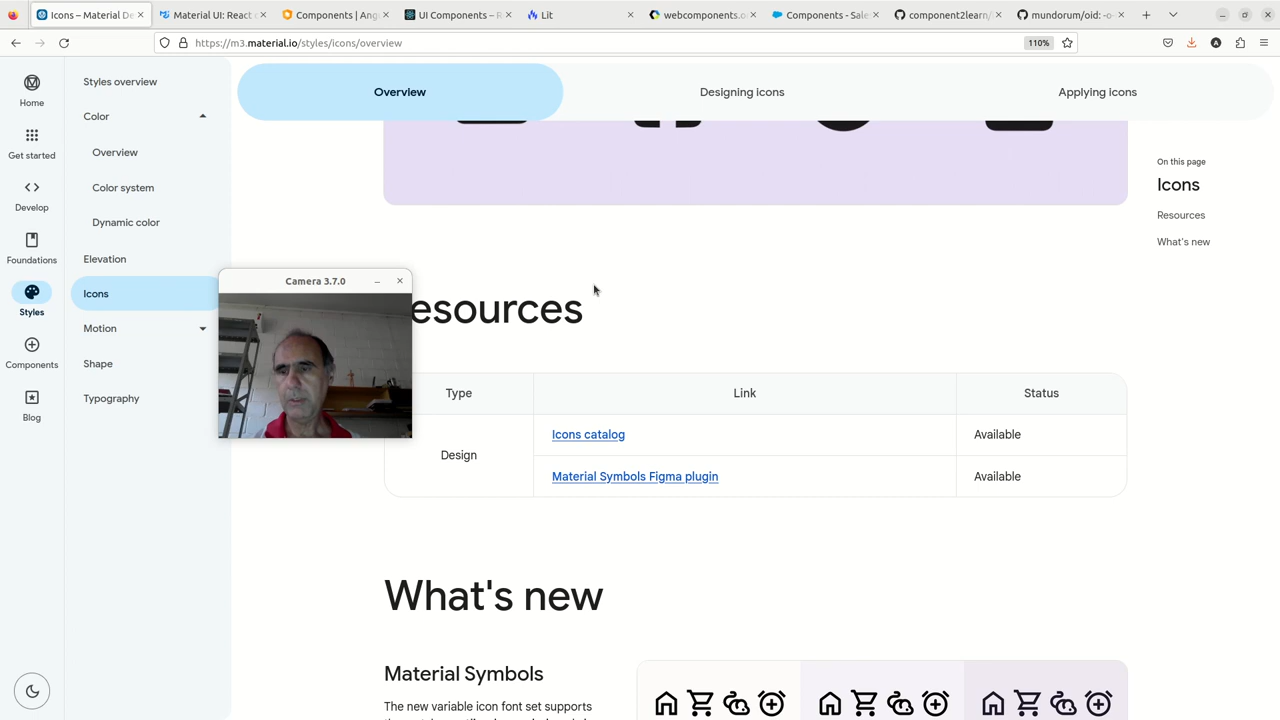 Icons – Material De
Material UI: React c
Components | Ang
UI Components – R
Lit
webcomponents.o
Components - Sale
component2learn/
mundorum/oid: -o-
https://m3.material.io/styles/icons/overview
110%
Home
Get started
Develop
Foundations
Styles
Components
Blog
Styles overview
Color
Overview
Color system
Dynamic color
Elevation
Icons
Motion
Shape
Typography
Overview
Designing icons
Applying icons
On this page
Icons
Resources
What's new
Camera 3.7.0
esources
Type
Link
Status
Design
Icons catalog
Available
Material Symbols Figma plugin
Available
What's new
Material Symbols
The new variable icon font set supports